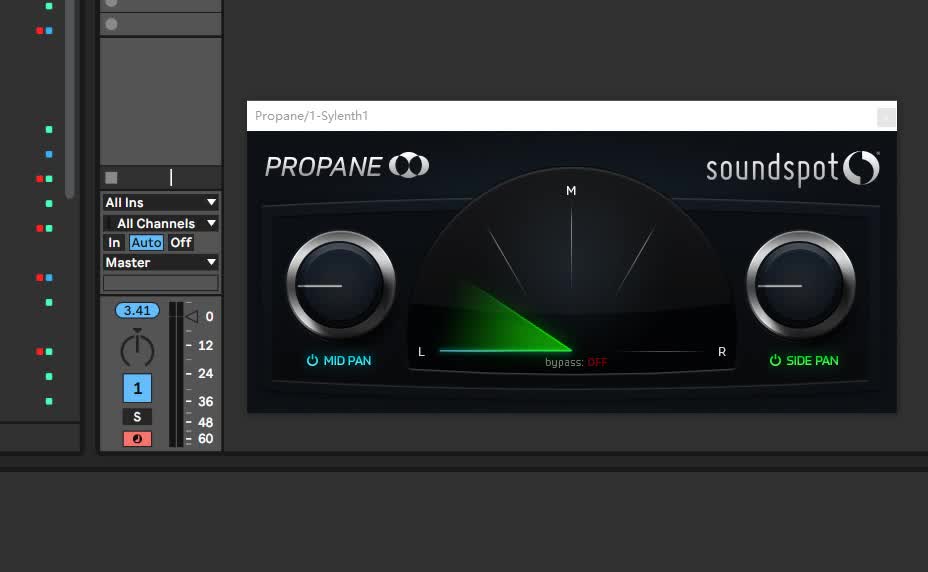 Propane/1-Sylenth1
PROPANE
soundspot
M
All Ins
All Channels
In Auto Off
Master
3.41
0
12
24
36
48
60
1
S
L
R
bypass: OFF
MID PAN
SIDE PAN